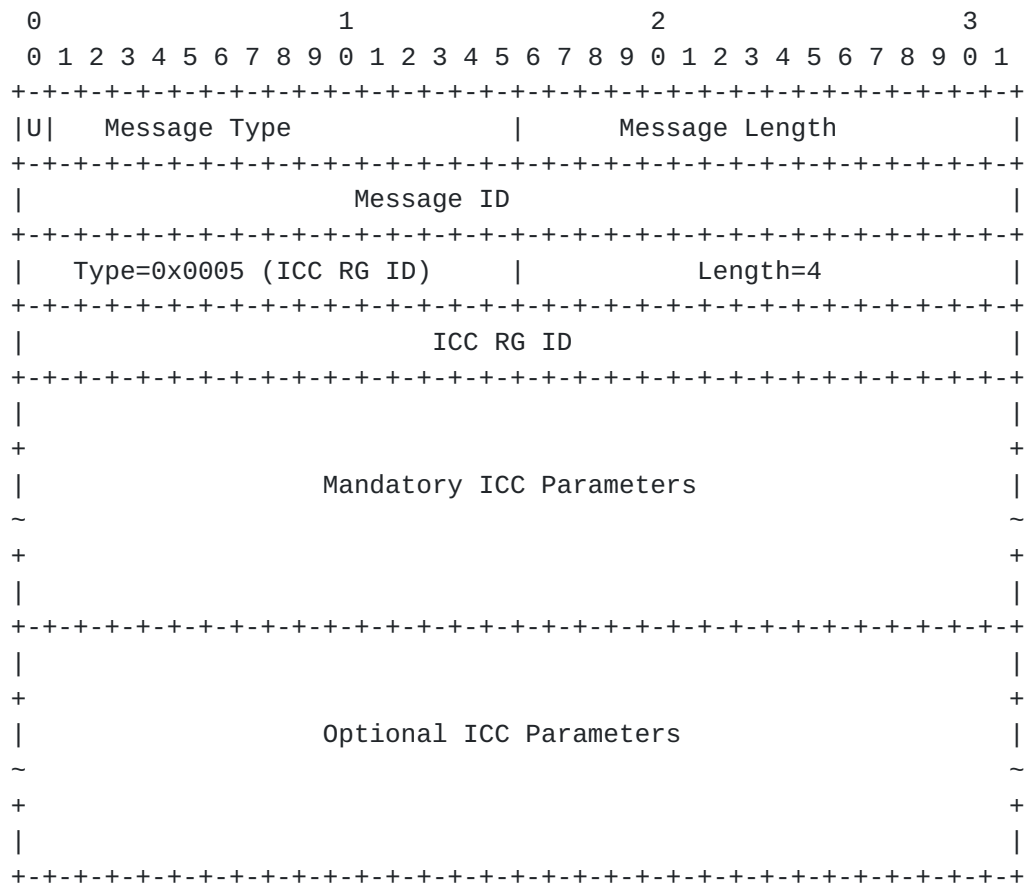 0                   1                   2                   3
 0 1 2 3 4 5 6 7 8 9 0 1 2 3 4 5 6 7 8 9 0 1 2 3 4 5 6 7 8 9 0 1
+-+-+-+-+-+-+-+-+-+-+-+-+-+-+-+-+-+-+-+-+-+-+-+-+-+-+-+-+-+-+-+-+
|U|   Message Type              |      Message Length           |
+-+-+-+-+-+-+-+-+-+-+-+-+-+-+-+-+-+-+-+-+-+-+-+-+-+-+-+-+-+-+-+-+
|                     Message ID                                |
+-+-+-+-+-+-+-+-+-+-+-+-+-+-+-+-+-+-+-+-+-+-+-+-+-+-+-+-+-+-+-+-+
|   Type=0x0005 (ICC RG ID)     |           Length=4            |
+-+-+-+-+-+-+-+-+-+-+-+-+-+-+-+-+-+-+-+-+-+-+-+-+-+-+-+-+-+-+-+-+
|                          ICC RG ID                            |
+-+-+-+-+-+-+-+-+-+-+-+-+-+-+-+-+-+-+-+-+-+-+-+-+-+-+-+-+-+-+-+-+
|                                                               |
+                                                               +
|                   Mandatory ICC Parameters                    |
~                                                               ~
+                                                               +
|                                                               |
+-+-+-+-+-+-+-+-+-+-+-+-+-+-+-+-+-+-+-+-+-+-+-+-+-+-+-+-+-+-+-+-+
|                                                               |
+                                                               +
|                   Optional ICC Parameters                     |
~                                                               ~
+                                                               +
|                                                               |
+-+-+-+-+-+-+-+-+-+-+-+-+-+-+-+-+-+-+-+-+-+-+-+-+-+-+-+-+-+-+-+-+